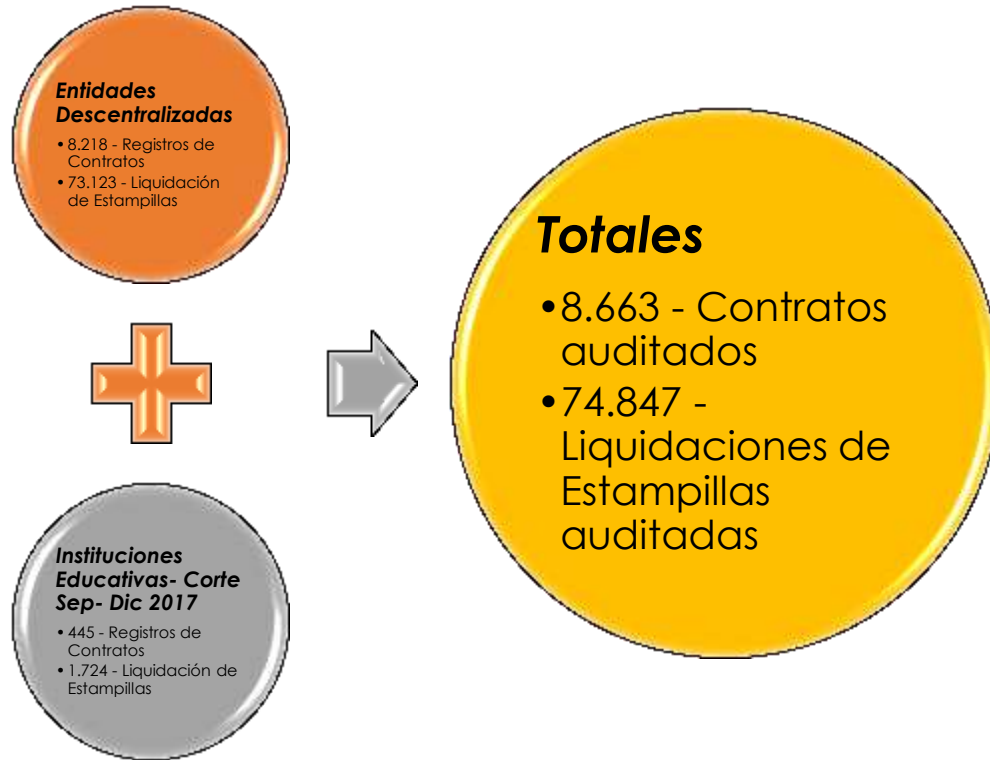 Entidades
Descentralizadas
• 8.218 - Registros de
Contratos
• 73.123 - Liquidación
de Estampillas
Instituciones
Educativas- Corte
Sep- Dic 2017
• 445 - Registros de
Contratos
• 1.724 - Liquidación de
Estampillas
Totales
•8.663 - Contratos
auditados
•74.847 -
Liquidaciones de
Estampillas
auditadas